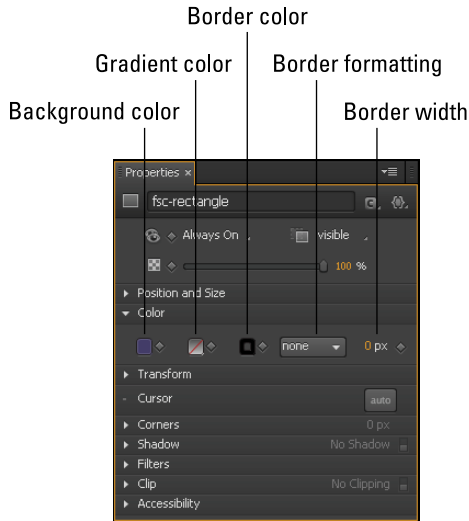 Border color
Gradient color
Border formatting
Background color
Border width
Properties ×
fsc-rectangle
C
Always On
visible
100 %
Position and Size
Color
none
0 px
Transform
Cursor
auto
Corners
0 px
Shadow
No Shadow
Filters
Clip
No Clipping
Accessibility